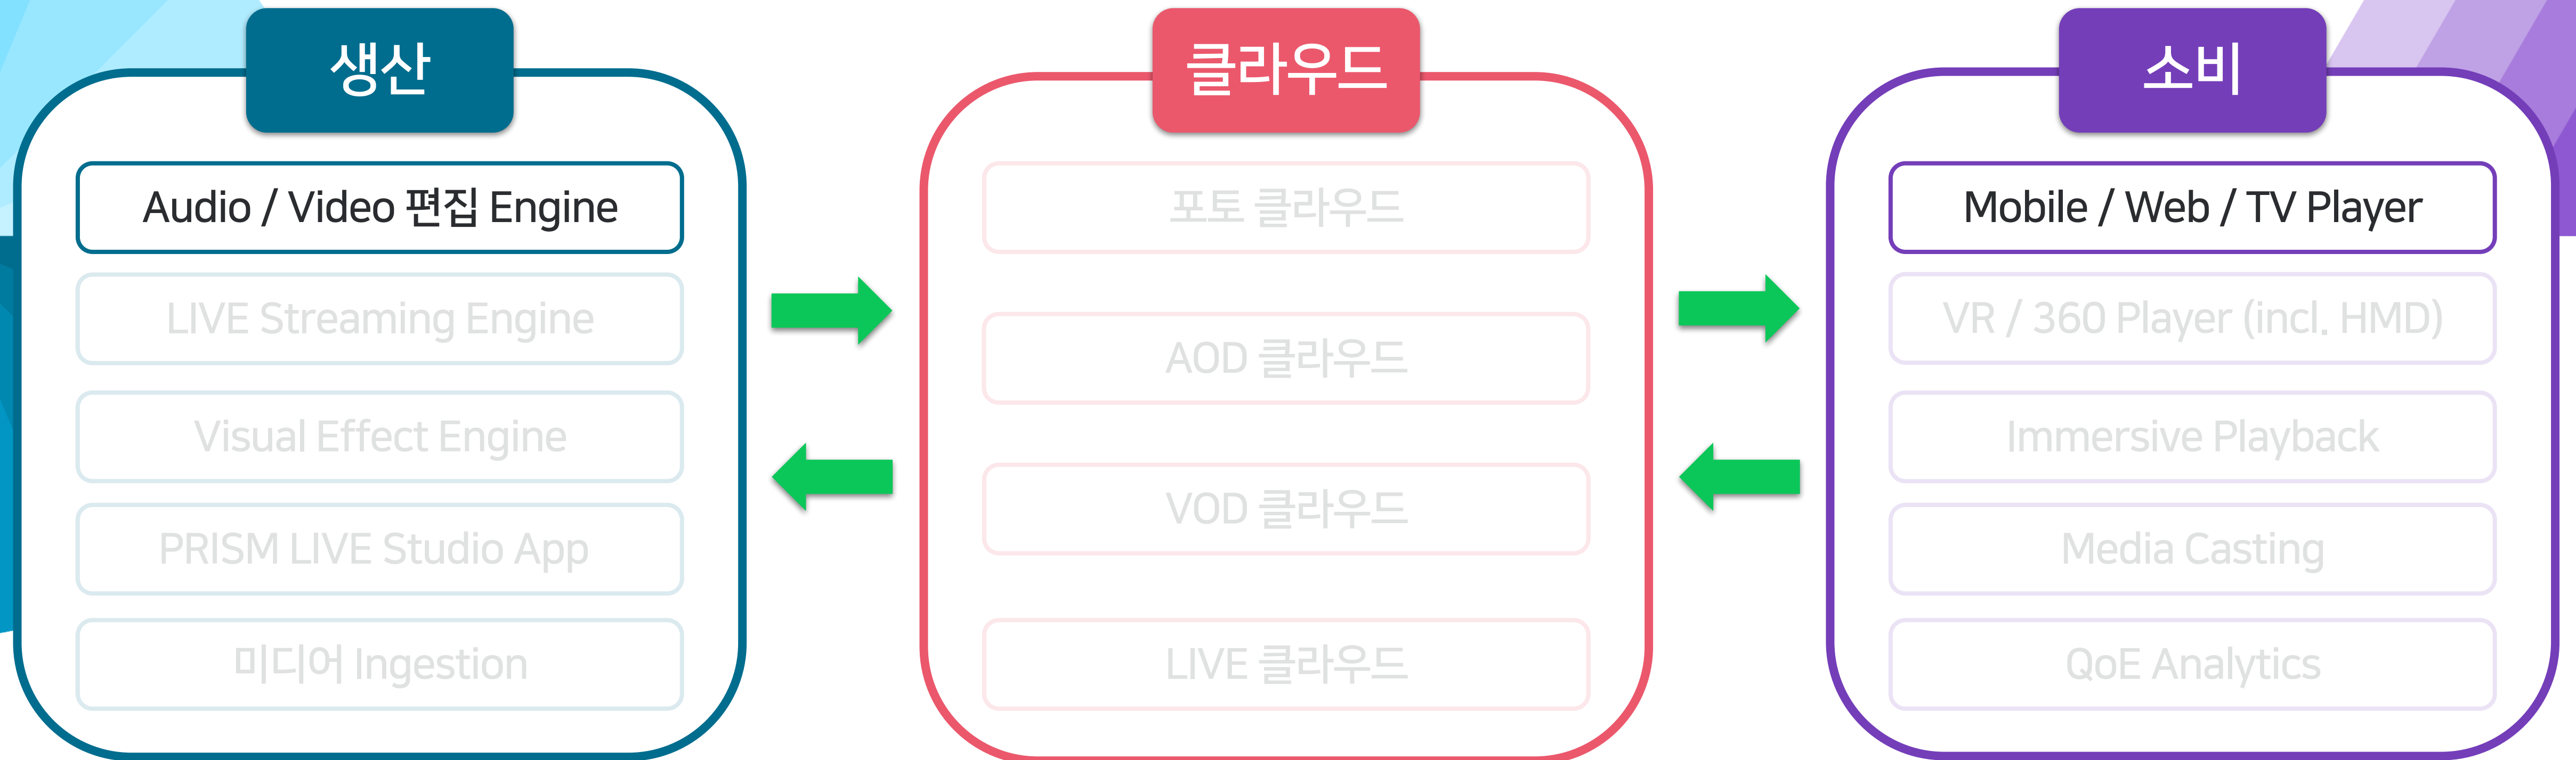 생산
Audio / Video 편집 Engine
LIVE Streaming Engine
Visual Effect Engine
PRISM LIVE Studio App
미디어 Ingestion
클라우드
포토 클라우드
AOD 클라우드
VOD 클라우드
LIVE 클라우드
소비
Mobile / Web / TV Player
VR / 360 Player (incl. HMD)
Immersive Playback
Media Casting
QoE Analytics